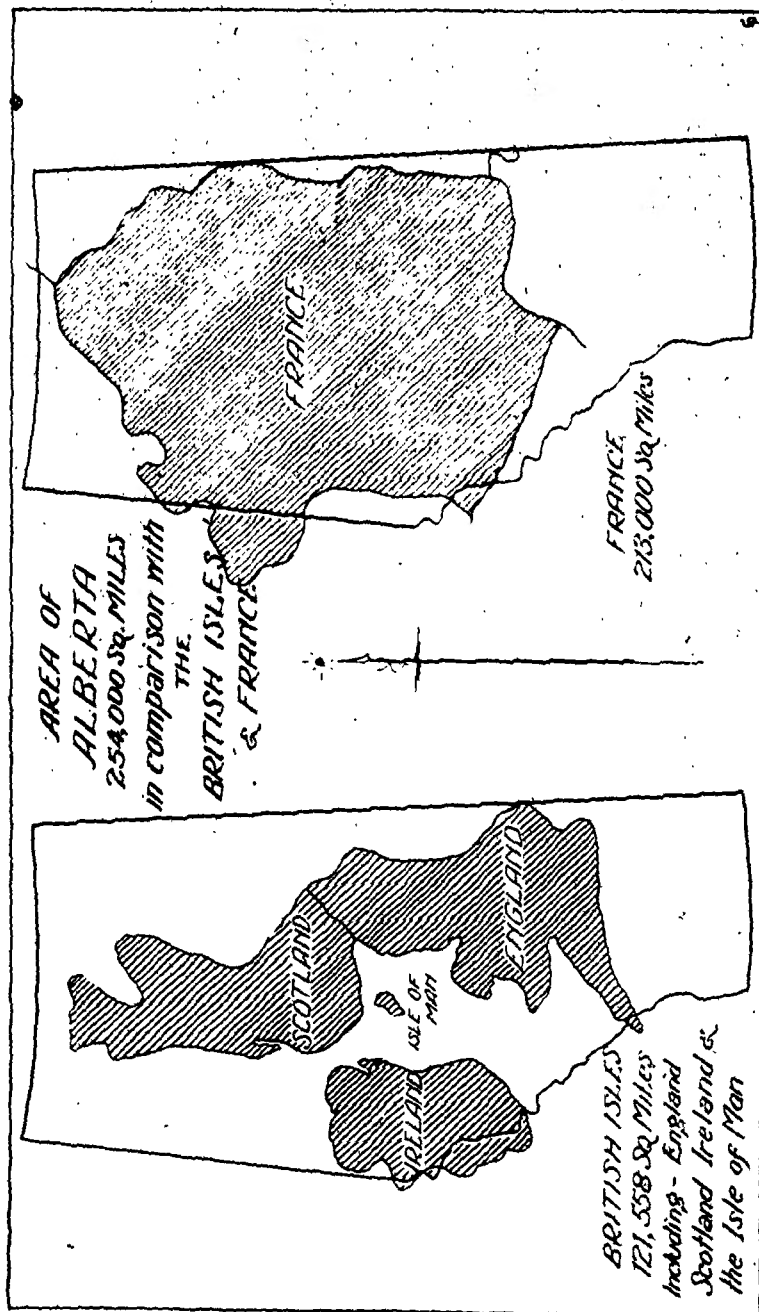 AREA OF
ALBERTA
254,000 Sq. MILES
in comparison with
THE
BRITISH ISLES
& FRANCE
FRANCE
FRANCE
213,000 Sq. Miles
SCOTLAND
ISLE OF
MAN
ENGLAND
IRELAND
BRITISH ISLES
121,558 Sq. Miles
Including - England
Scotland Ireland &
the Isle of Man